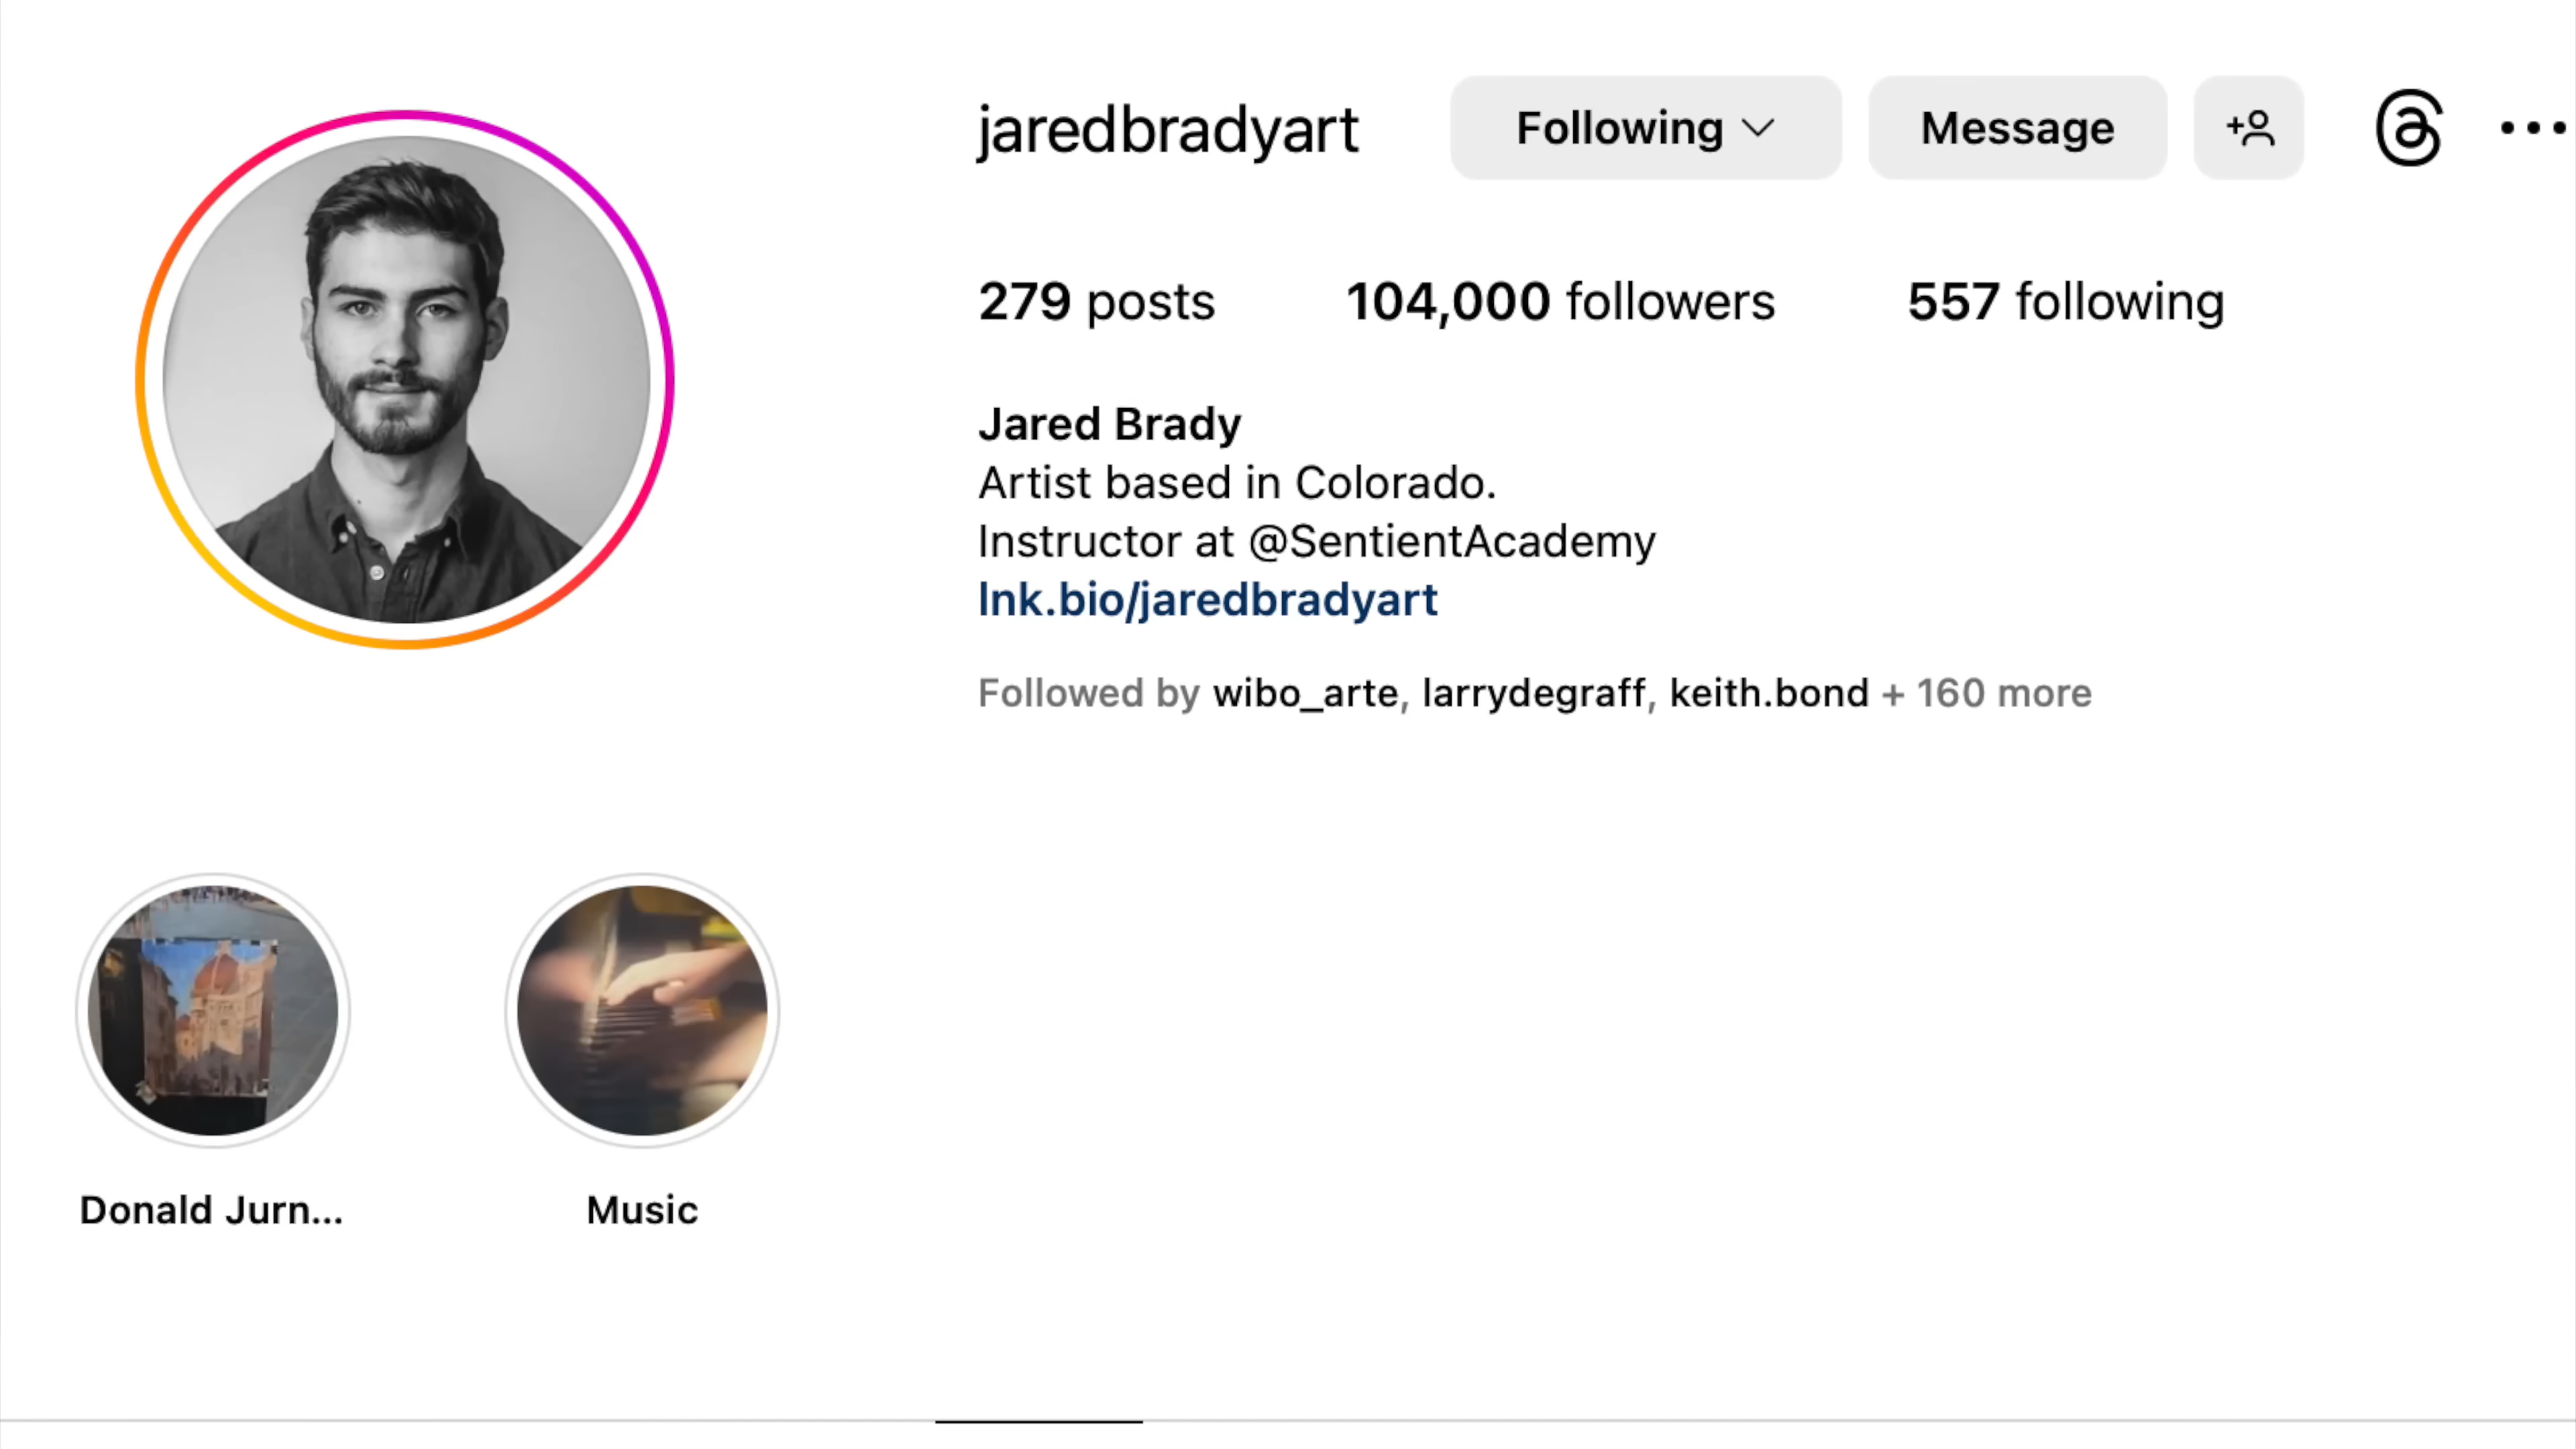 jaredbradyart Following Message
279 posts 104,000 followers 557 following
Jared Brady
Artist based in Colorado.
Instructor at @SentientAcademy
lnk.bio/jaredbradyart
Followed by wibo_arte, larrydegraff, keith.bond + 160 more
Donald Jurn... Music